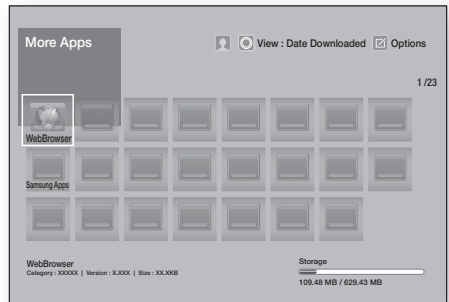 More Apps
View : Date Downloaded
Options
1 /23
WebBrowser
Samsung Apps
WebBrowser
Category : XXXXX | Version : X.XXX | Size : XX.XKB
Storage
109.48 MB / 629.43 MB